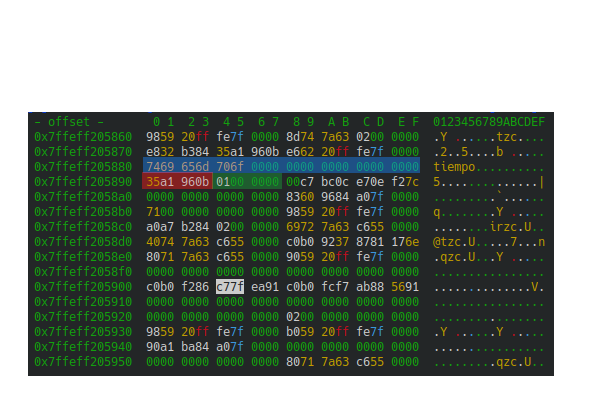 - offset -   0 1  2 3  4 5  6 7  8 9  A B  C D  E F  0123456789ABCDEF
0x7ffeff205860  9859 20ff fe7f 0000 8d74 7a63 0200 0000  .Y ......tzc.....
0x7ffeff205870  e832 b384 35a1 960b e662 20ff fe7f 0000  .2..5....b .....
0x7ffeff205880  7469 656d 706f 0000 0000 0000 0000 0000  tiempo..........
0x7ffeff205890  35a1 960b 0100 0000 00c7 bc0c e70e f27c  5..............|
0x7ffeff2058a0  0000 0000 0000 0000 8360 9684 a07f 0000  .........`......
0x7ffeff2058b0  7100 0000 0000 0000 9859 20ff fe7f 0000  q........Y .....
0x7ffeff2058c0  a0a7 b284 0200 0000 6972 7a63 c655 0000  ........irzc.U..
0x7ffeff2058d0  4074 7a63 c655 0000 c0b0 9237 8781 176e  @tzc.U.....7...n
0x7ffeff2058e0  8071 7a63 c655 0000 9059 20ff fe7f 0000  .qzc.U...Y .....
0x7ffeff2058f0  0000 0000 0000 0000 0000 0000 0000 0000  ................
0x7ffeff205900  c0b0 f286 c77f ea91 c0b0 fcf7 ab88 5691  ..............V.
0x7ffeff205910  0000 0000 0000 0000 0000 0000 0000 0000  ................
0x7ffeff205920  0000 0000 0000 0000 0200 0000 0000 0000  ................
0x7ffeff205930  9859 20ff fe7f 0000 b059 20ff fe7f 0000  .Y ......Y .....
0x7ffeff205940  90a1 ba84 a07f 0000 0000 0000 0000 0000  ................
0x7ffeff205950  0000 0000 0000 0000 8071 7a63 c655 0000  .........qzc.U..